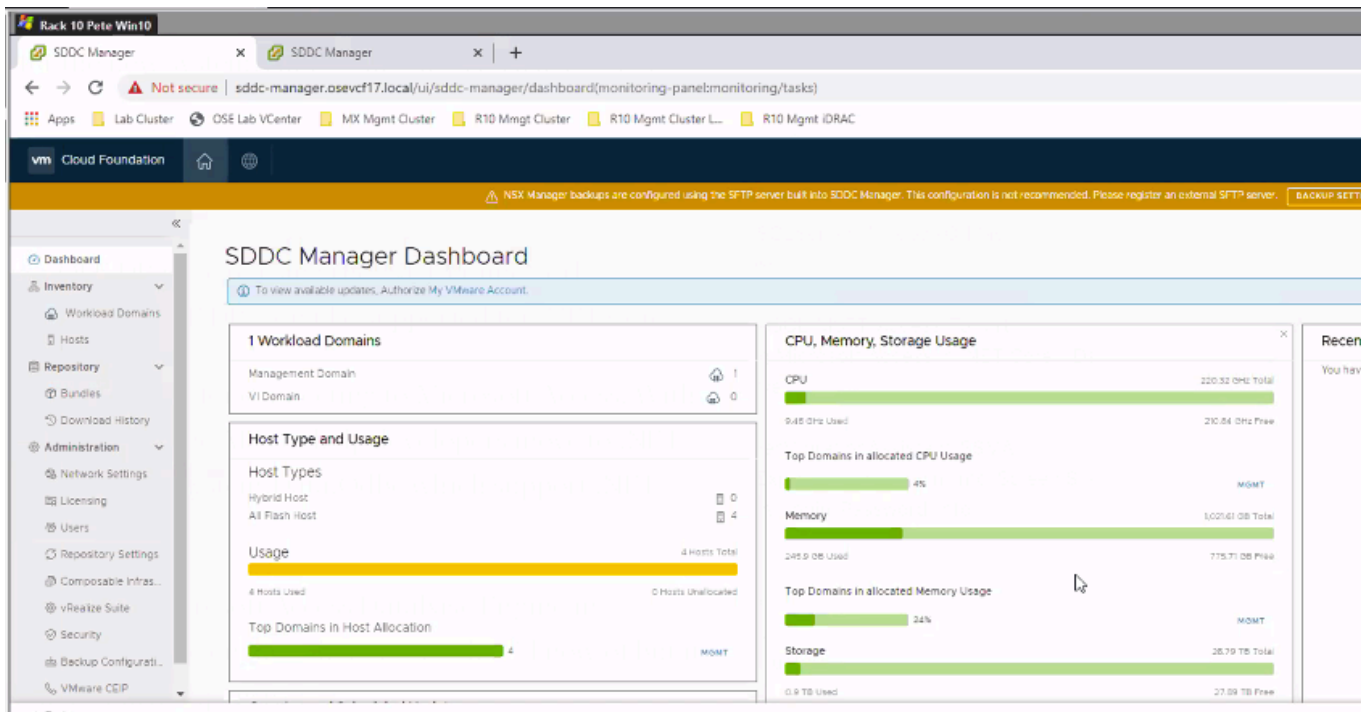 Rack 10 Pete Win10
SDDC Manager
SDDC Manager
Not secure | sddc-manager.osevcf17.local/ui/sddc-manager/dashboard(monitoring-panel:monitoring/tasks)
Apps Lab Cluster OSE Lab VCenter MX Mgmt Cluster R10 Mmgt Cluster R10 Mgmt Cluster L... R10 Mgmt iDRAC
vm Cloud Foundation
NSX Manager backups are configured using the SFTP server built into SDDC Manager. This configuration is not recommended. Please register an external SFTP server. BACKUP SETT
Dashboard
Inventory
Workload Domains
Hosts
Repository
Bundles
Download History
Administration
Network Settings
Licensing
Users
Repository Settings
Composable Infras...
vRealize Suite
Security
Backup Configurati...
VMware CEIP
SDDC Manager Dashboard
To view available updates, Authorize My VMware Account.
1 Workload Domains
Management Domain 1
VI Domain 0
Host Type and Usage
Host Types
Hybrid Host 0
All Flash Host 4
Usage 4 Hosts Total
4 Hosts Used 0 Hosts Unallocated
Top Domains in Host Allocation
4 MGMT
CPU, Memory, Storage Usage
CPU 220.32 GHz Total
9.48 GHz Used 210.84 GHz Free
Top Domains in allocated CPU Usage
4% MGMT
Memory 1,021.61 GB Total
245.9 GB Used 775.71 GB Free
Top Domains in allocated Memory Usage
24% MGMT
Storage 28.79 TB Total
0.9 TB Used 27.89 TB Free
Recen
You hav